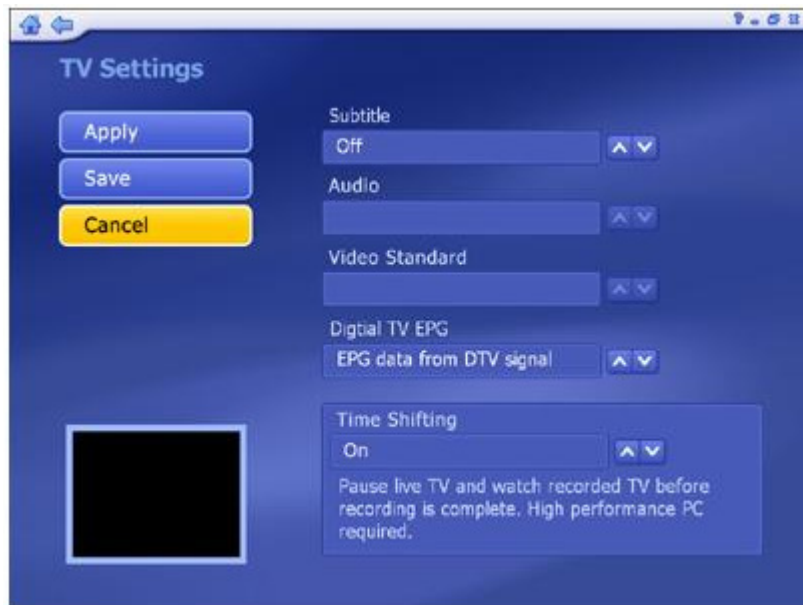 TV Settings
Apply
Save
Cancel
Subtitle
Off
Audio
Video Standard
Digtial TV EPG
EPG data from DTV signal
Time Shifting
On
Pause live TV and watch recorded TV before
recording is complete. High performance PC
required.